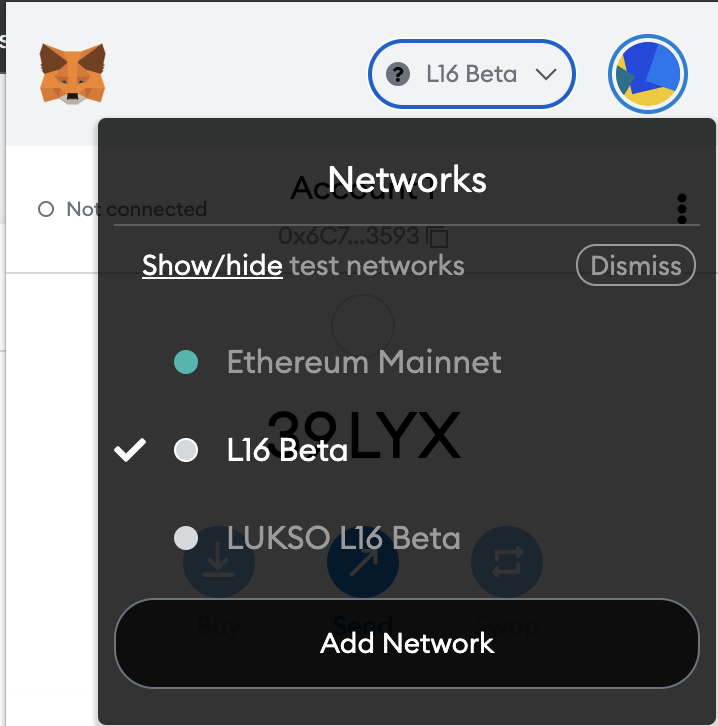 ? L16 Beta
Networks
Account 1
Not connected
0x6C7...3593
Show/hide test networks
Dismiss
Ethereum Mainnet
39 LYX
L16 Beta
LUKSO L16 Beta
Buy
Send
Swap
Add Network